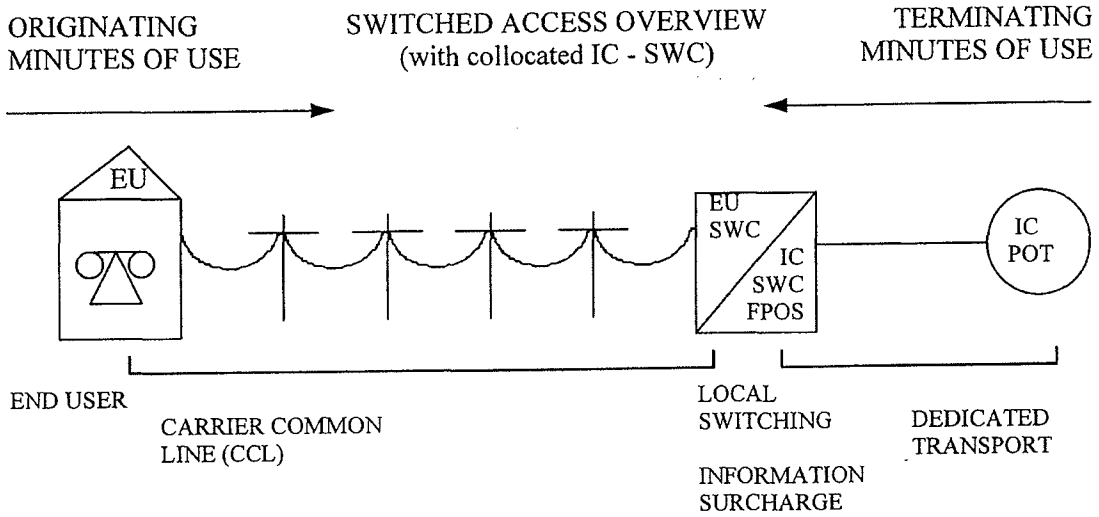 ORIGINATING
MINUTES OF USE
SWITCHED ACCESS OVERVIEW
(with collocated IC - SWC)
TERMINATING
MINUTES OF USE
EU
EU
SWC
IC
SWC
FPOS
IC
POT
END USER
CARRIER COMMON
LINE (CCL)
LOCAL
SWITCHING
INFORMATION
SURCHARGE
DEDICATED
TRANSPORT